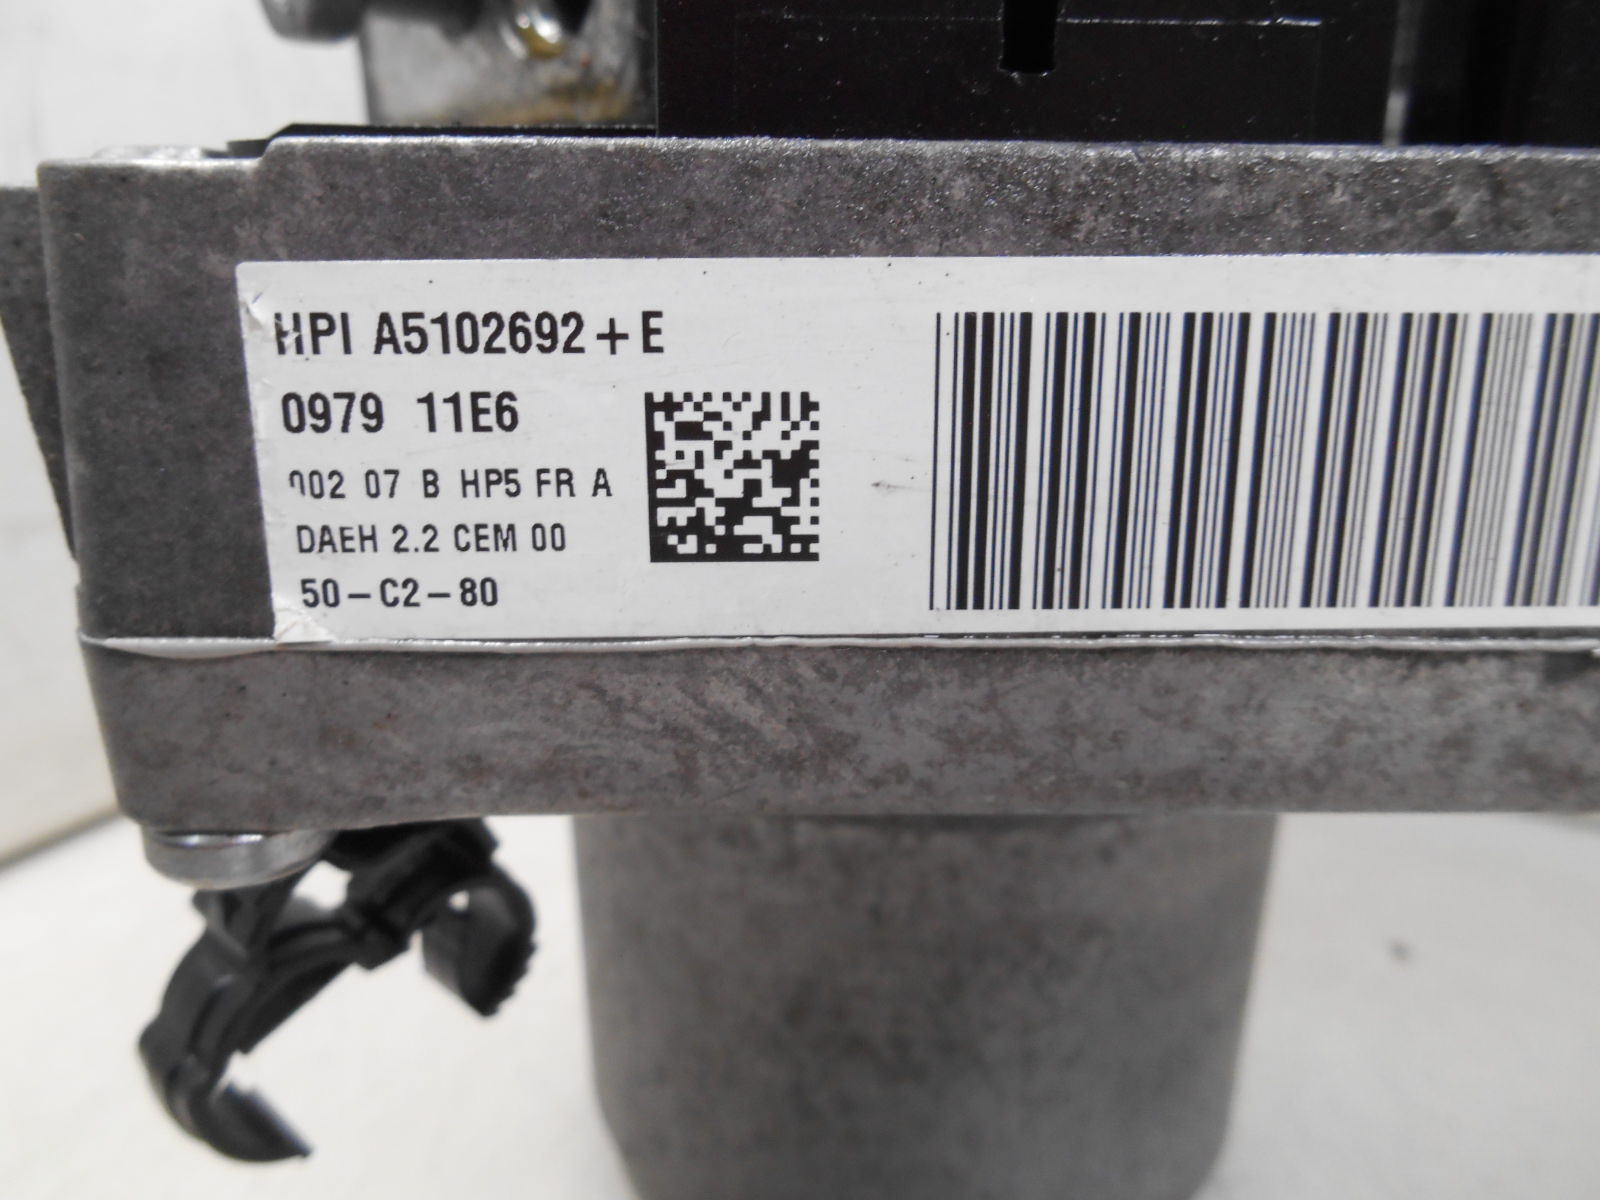 HPI A5102692+E
0979 11E6
002 07 B HP5 FR A
DAEH 2.2 CEM 00
50-C2-80